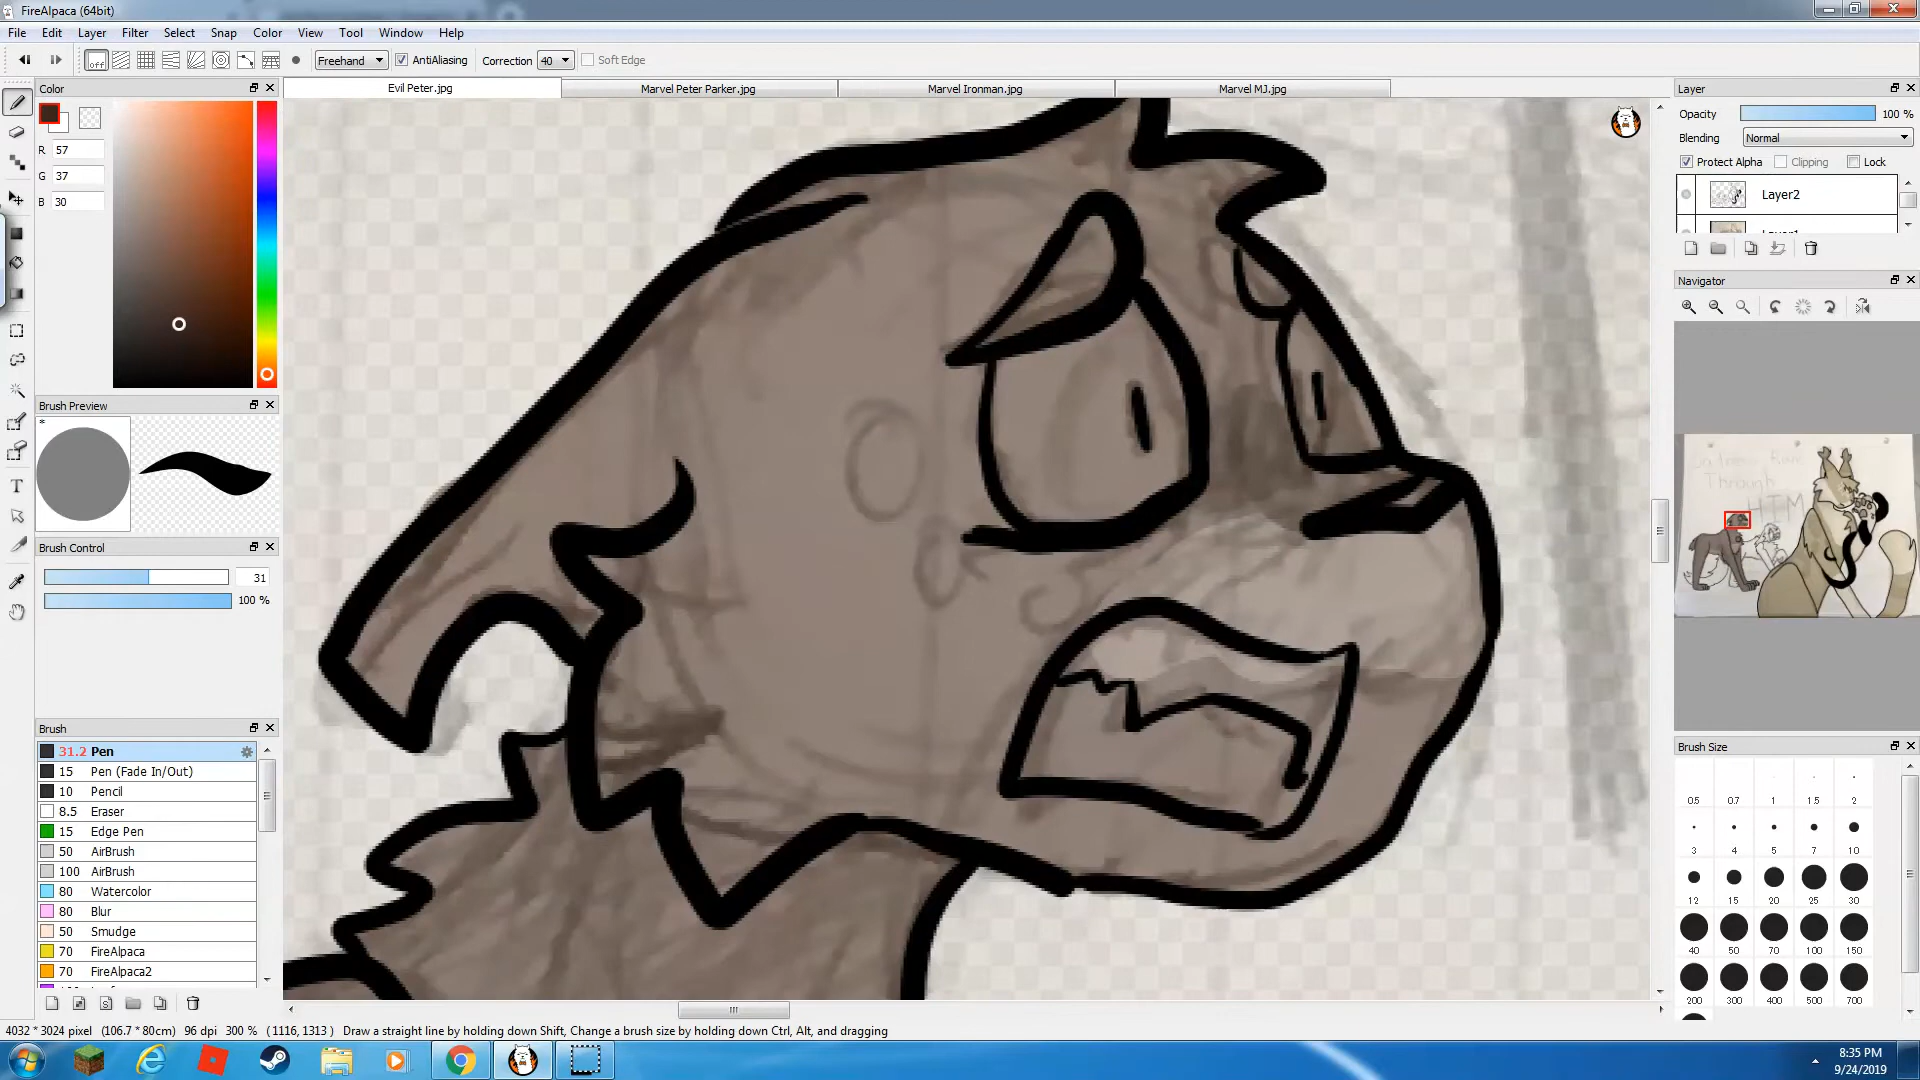 FireAlpaca (64bit)
File Edit Layer Filter Select Snap Color View Tool Window Help
off Freehand AntiAliasing Correction 40 Soft Edge
Color
Evil Peter.jpg Marvel Peter Parker.jpg Marvel Ironman.jpg Marvel MJ.jpg
Layer
Opacity 100 %
Blending Normal
Protect Alpha Clipping Lock
Layer2
Layer1
R 57
G 37
B 30
Navigator
Through
HIM
Brush Preview
*
Brush Control
31
100 %
Brush
31.2 Pen
15 Pen (Fade In/Out)
10 Pencil
8.5 Eraser
15 Edge Pen
50 AirBrush
100 AirBrush
80 Watercolor
80 Blur
50 Smudge
70 FireAlpaca
70 FireAlpaca2
Brush Size
0.5 0.7 1 1.5 2
3 4 5 7 10
12 15 20 25 30
40 50 70 100 150
200 300 400 500 700
4032 * 3024 pixel (106.7 * 80cm) 96 dpi 300 % ( 1116, 1313 ) Draw a straight line by holding down Shift, Change a brush size by holding down Ctrl, Alt, and dragging
8:35 PM
9/24/2019